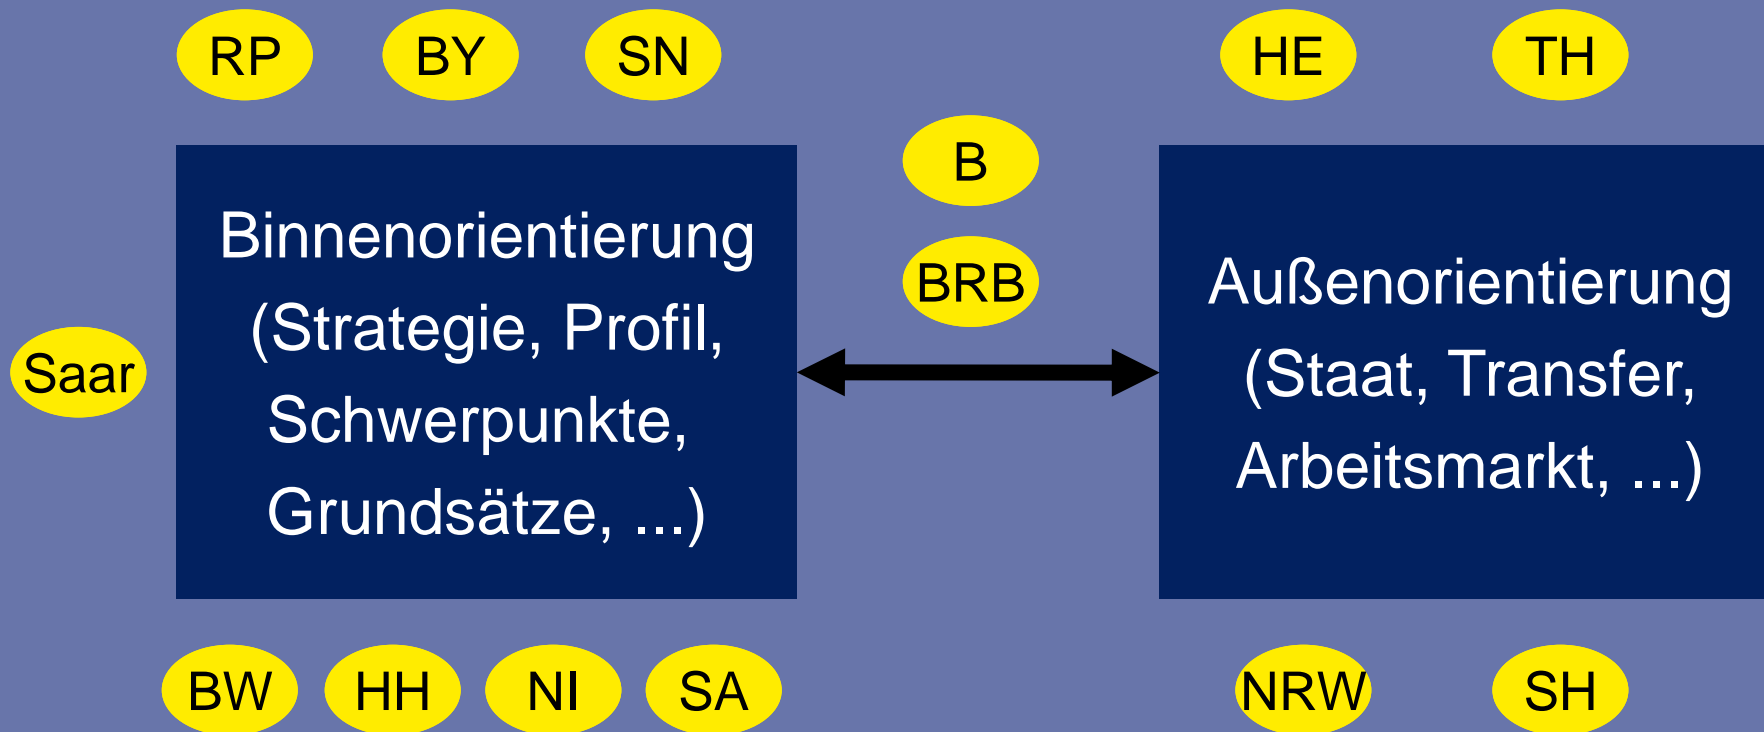 RP BY SN HE TH
B
BRB
Binnenorientierung
(Strategie, Profil,
Schwerpunkte,
Grundsätze, ...)
Außenorientierung
(Staat, Transfer,
Arbeitsmarkt, ...)
Saar
BW HH NI SA NRW SH